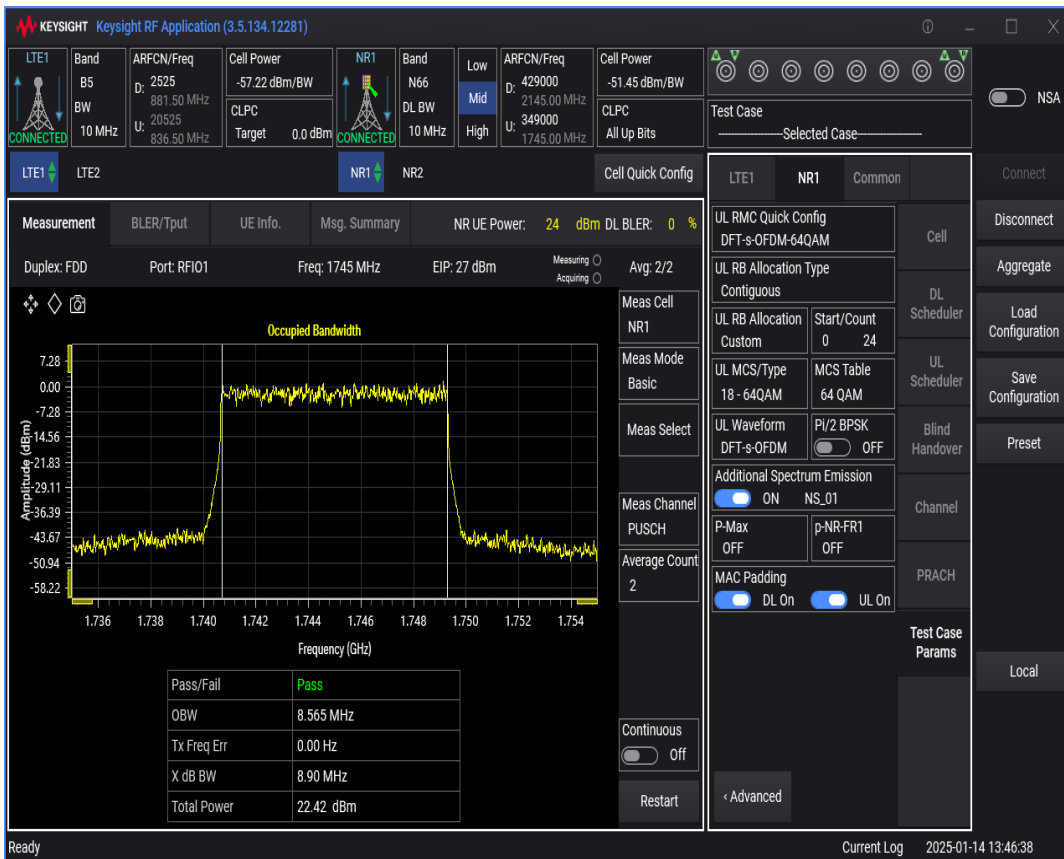 KEYSIGHT Keysight RF Application (3.5.134.12281)
LTE1 Band ARFCN/Freq Cell Power NR1 Band Low ARFCN/Freq Cell Power
B5 D: 2525 -57.22 dBm/BW N66 Mid D: 429000 -51.45 dBm/BW
881.50 MHz 2145.00 MHz
BW U: 20525 CLPC DL BW High U: 349000 CLPC
CONNECTED 10 MHz 836.50 MHz Target 0.0 dBm CONNECTED 10 MHz 1745.00 MHz All Up Bits
Test Case
Selected Case
NSA
LTE1 LTE2 NR1 NR2 Cell Quick Config
Measurement BLER/Tput UE Info. Msg. Summary NR UE Power: 24 dBm DL BLER: 0 %
Duplex: FDD Port: RFIO1 Freq: 1745 MHz EIP: 27 dBm Measuring Avg: 2/2
Acquiring
Occupied Bandwidth
Amplitude (dBm)
7.28
0.00
-7.28
-14.56
-21.83
-29.11
-36.39
-43.67
-50.94
-58.22
1.736 1.738 1.740 1.742 1.744 1.746 1.748 1.750 1.752 1.754
Frequency (GHz)
Pass/Fail Pass
OBW 8.565 MHz
Tx Freq Err 0.00 Hz
X dB BW 8.90 MHz
Total Power 22.42 dBm
Meas Cell
NR1
Meas Mode
Basic
Meas Select
Meas Channel
PUSCH
Average Count
2
Continuous
Off
Restart
LTE1 NR1 Common
UL RMC Quick Config
DFT-s-OFDM-64QAM
UL RB Allocation Type
Contiguous
UL RB Allocation Start/Count
Custom 0 24
UL MCS/Type MCS Table
18 - 64QAM 64 QAM
UL Waveform Pi/2 BPSK
DFT-s-OFDM OFF
Additional Spectrum Emission
ON NS_01
P-Max p-NR-FR1
OFF OFF
MAC Padding
DL On UL On
‹ Advanced
Cell
DL
Scheduler
UL
Scheduler
Blind
Handover
Channel
PRACH
Test Case
Params
Connect
Disconnect
Aggregate
Load
Configuration
Save
Configuration
Preset
Local
Ready Current Log 2025-01-14 13:46:38